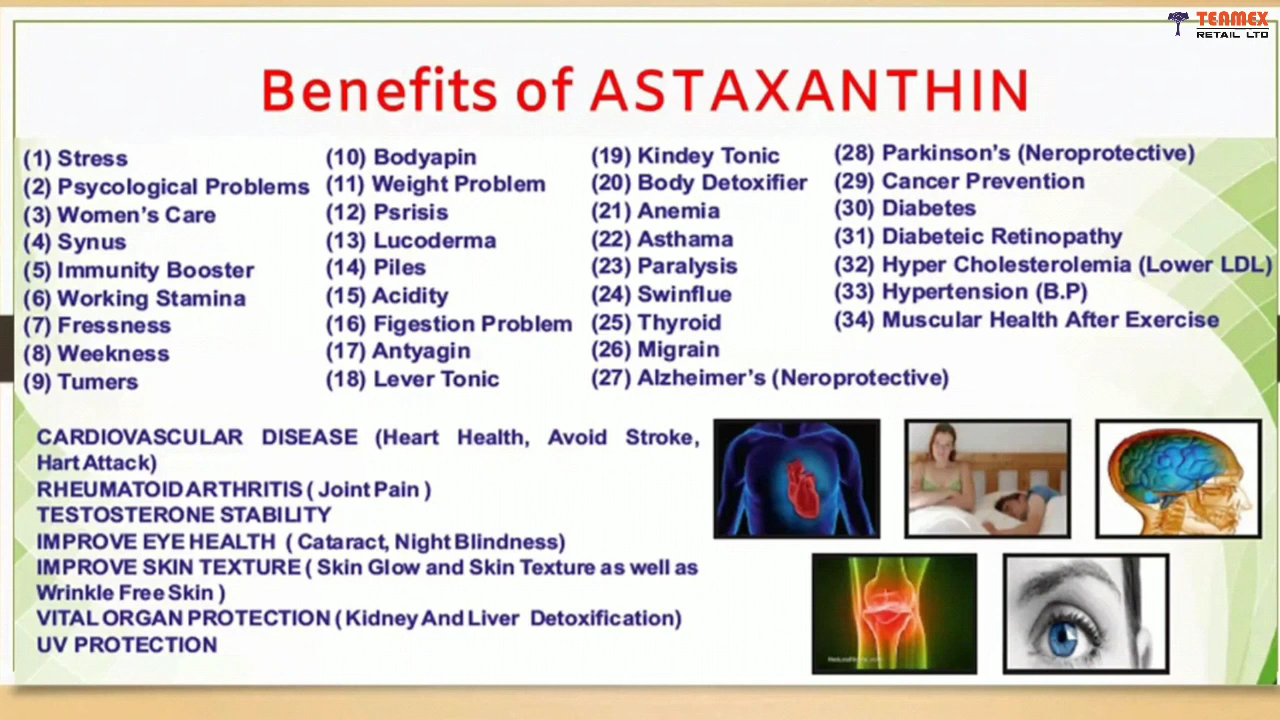 TEAMEX
RETAIL LTD
Benefits of ASTAXANTHIN
(1) Stress
(2) Psycological Problems
(3) Women's Care
(4) Synus
(5) Immunity Booster
(6) Working Stamina
(7) Fressness
(8) Weekness
(9) Tumers
(10) Bodyapin
(11) Weight Problem
(12) Psrisis
(13) Lucoderma
(14) Piles
(15) Acidity
(16) Figestion Problem
(17) Antyagin
(18) Lever Tonic
(19) Kindey Tonic
(20) Body Detoxifier
(21) Anemia
(22) Asthama
(23) Paralysis
(24) Swinflue
(25) Thyroid
(26) Migrain
(27) Alzheimer's (Neroprotective)
(28) Parkinson's (Neroprotective)
(29) Cancer Prevention
(30) Diabetes
(31) Diabeteic Retinopathy
(32) Hyper Cholesterolemia (Lower LDL)
(33) Hypertension (B.P)
(34) Muscular Health After Exercise
CARDIOVASCULAR DISEASE (Heart Health, Avoid Stroke,
Hart Attack)
RHEUMATOID ARTHRITIS ( Joint Pain )
TESTOSTERONE STABILITY
IMPROVE EYE HEALTH ( Cataract, Night Blindness)
IMPROVE SKIN TEXTURE ( Skin Glow and Skin Texture as well as
Wrinkle Free Skin )
VITAL ORGAN PROTECTION ( Kidney And Liver Detoxification)
UV PROTECTION